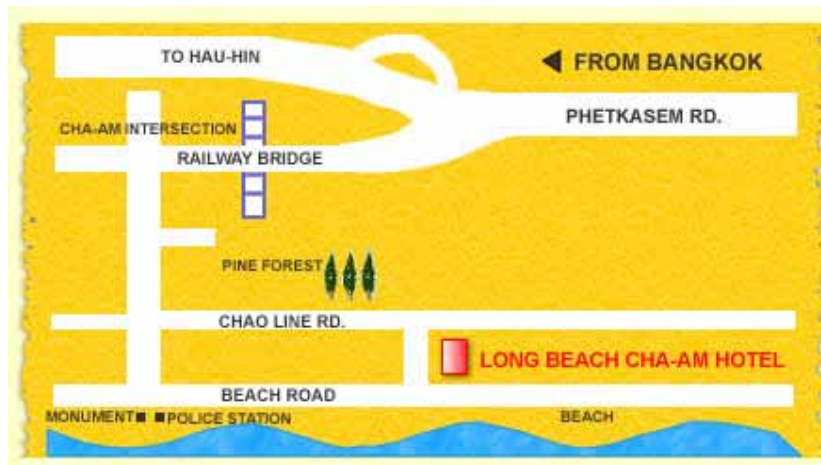 TO HAU-HIN
FROM BANGKOK
PHETKASEM RD.
CHA-AM INTERSECTION
RAILWAY BRIDGE
PINE FOREST
CHAO LINE RD.
LONG BEACH CHA-AM HOTEL
BEACH ROAD
MONUMENT
POLICE STATION
BEACH